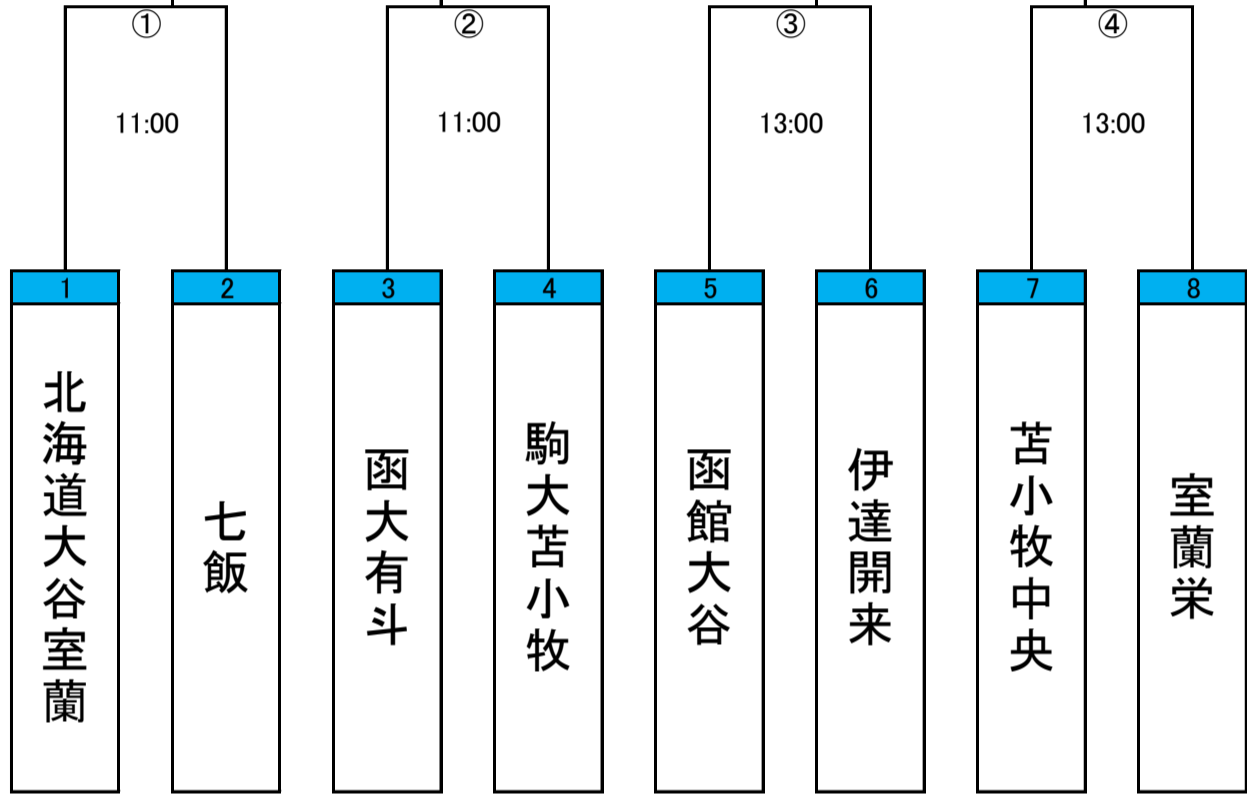 ①
②
③
④
11:00
11:00
13:00
13:00
1
2
3
4
5
6
7
8
北海道大谷室蘭
七飯
函大有斗
駒大苫小牧
函館大谷
伊達開来
苫小牧中央
室蘭栄